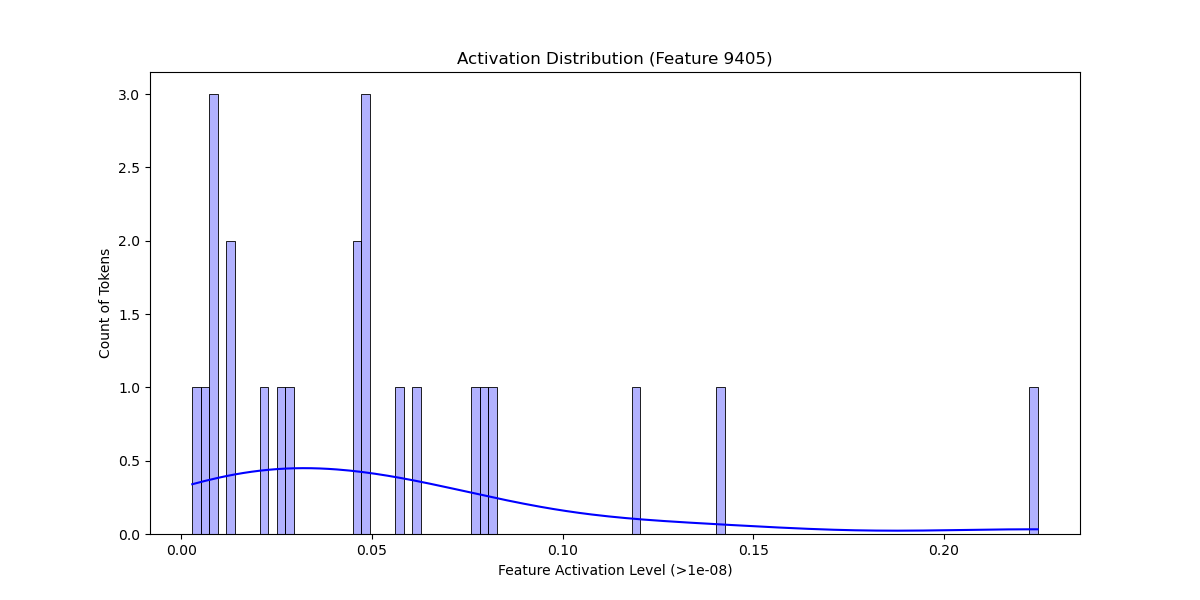 Activation Distribution (Feature 9405)
3.0
2.5
2.0
1.5
1.0
0.5
0.0
Count of Tokens
0.00 0.05 0.10 0.15 0.20
Feature Activation Level (>1e-08)